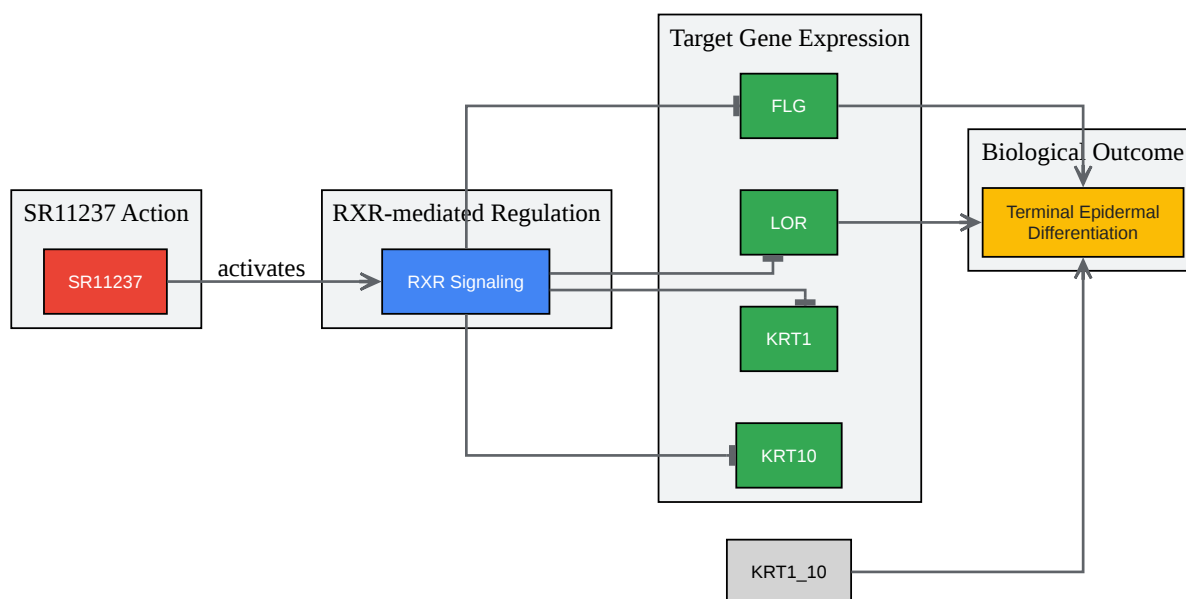 Target Gene Expression
FLG
Biological Outcome
SR11237 Action
RXR-mediated Regulation
LOR
Terminal Epidermal
Differentiation
activates
SR11237
RXR Signaling
KRT1
KRT10
KRT1_10